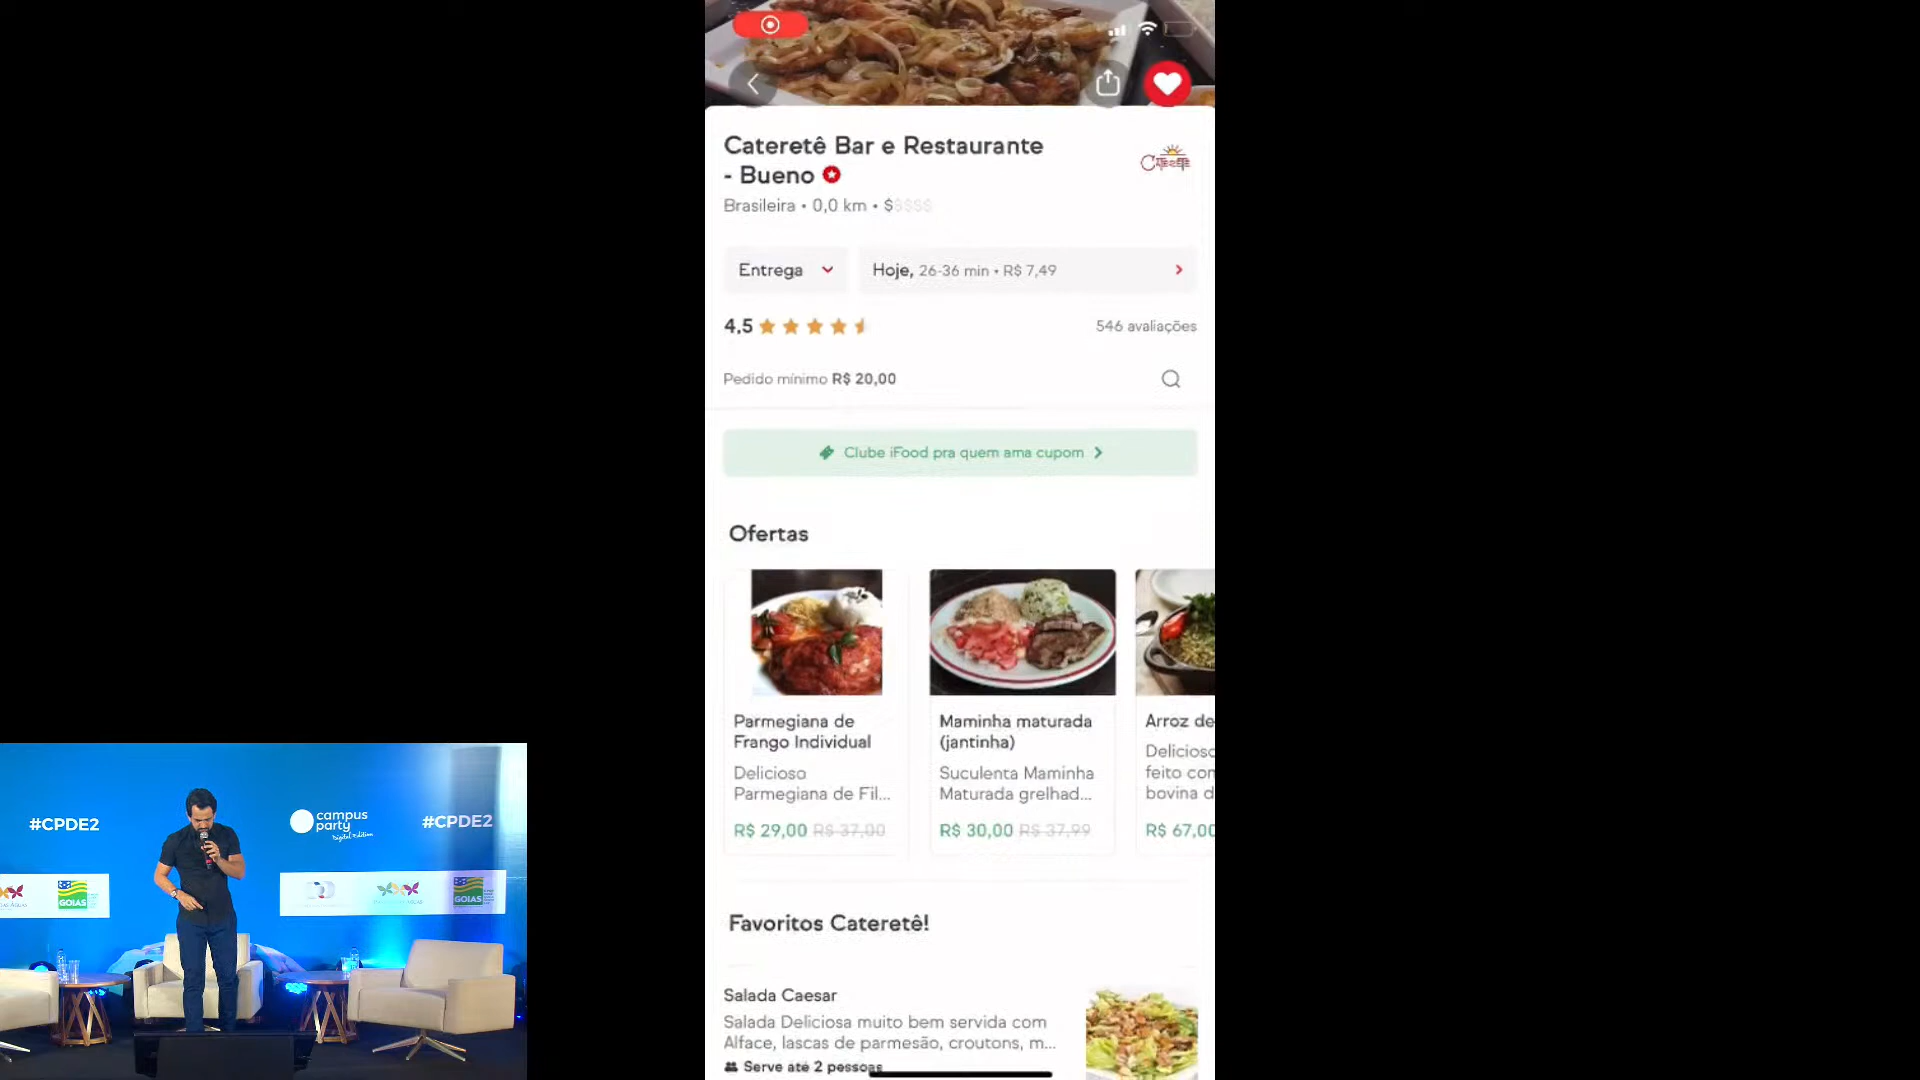 Cateretê Bar e Restaurante
- Bueno
Brasileira • 0,0 km • $$$$$
Entrega
Hoje, 26-36 min • R$ 7,49
4,5
546 avaliações
Pedido mínimo R$ 20,00
Clube iFood pra quem ama cupom
Ofertas
Parmegiana de
Frango Individual
Delicioso
Parmegiana de Fil...
R$ 29,00 R$ 37,00
Maminha maturada
(jantinha)
Suculenta Maminha
Maturada grelhad...
R$ 30,00 R$ 37,99
Arroz de
Delicioso
feito com
bovina d
R$ 67,00
Favoritos Cateretê!
Salada Caesar
Salada Deliciosa muito bem servida com
Alface, lascas de parmesão, croutons, m...
Serve até 2 pessoas
#CPDE2
campus
party
Digital Edition
#CPDE2
GOIÁS
GOIÁS